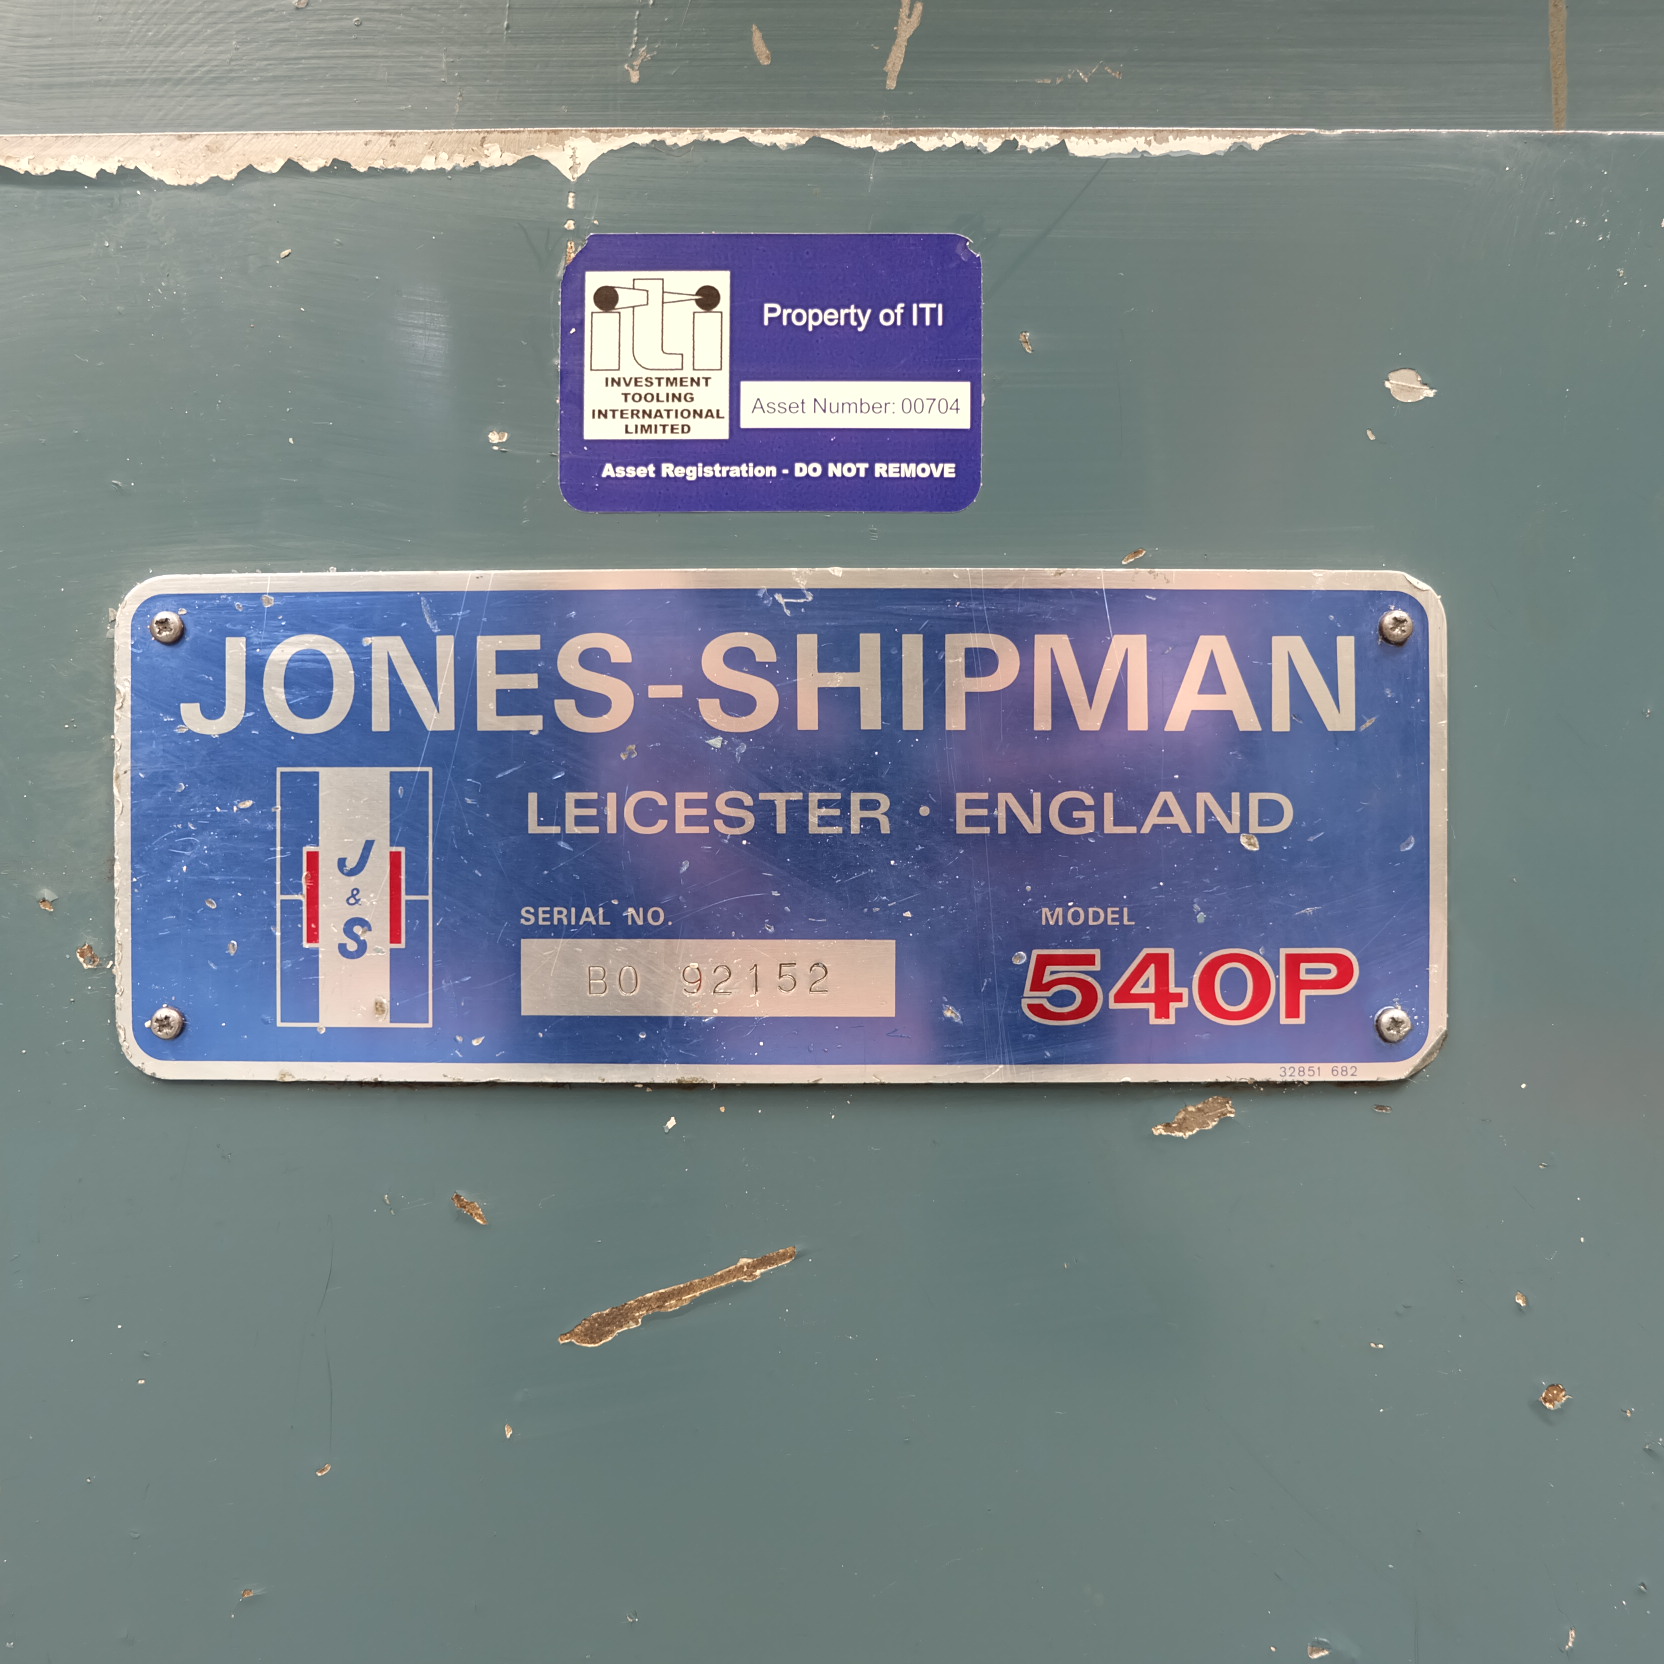 iti
INVESTMENT
TOOLING
INTERNATIONAL
LIMITED
Property of ITI
Asset Number: 00704
Asset Registration - DO NOT REMOVE
JONES-SHIPMAN
LEICESTER · ENGLAND
J
&
S
SERIAL NO.
BO 92152
MODEL
540P
32851 682